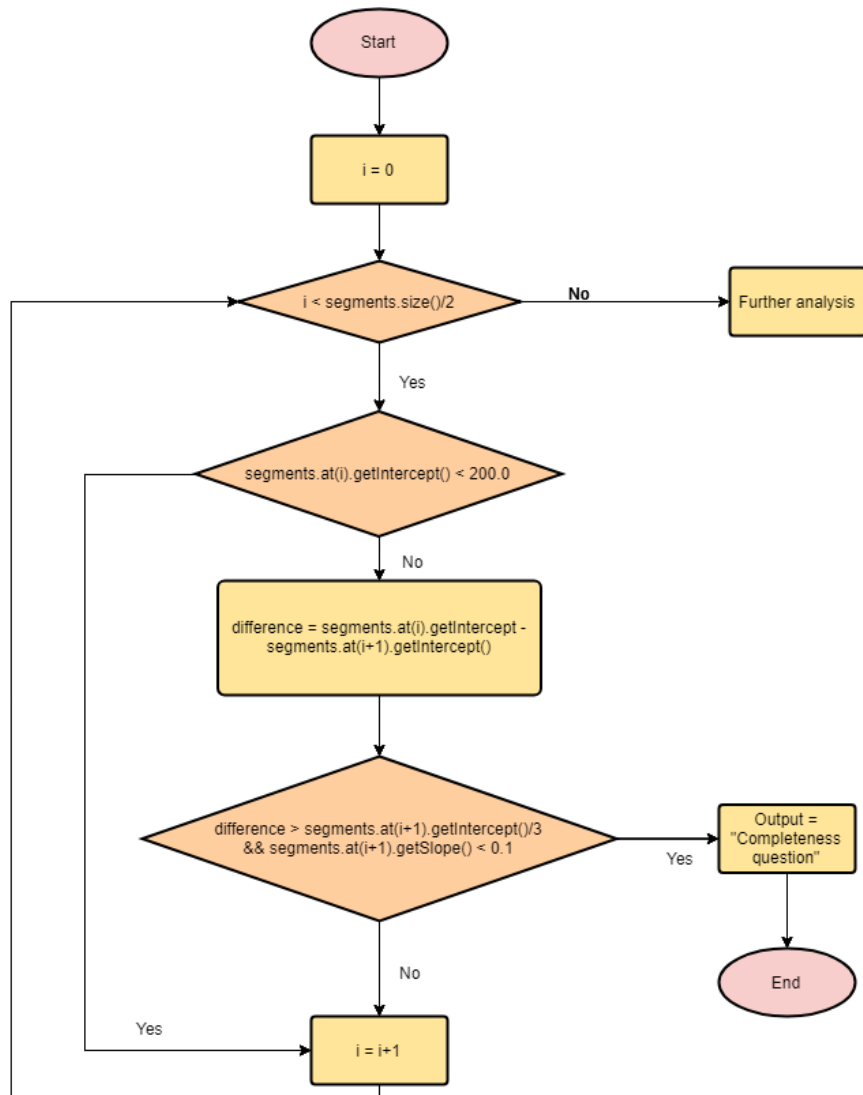 Start
i = 0
i < segments.size()/2
No
Further analysis
Yes
segments.at(i).getIntercept() < 200.0
No
difference = segments.at(i).getIntercept -
segments.at(i+1).getIntercept()
difference > segments.at(i+1).getIntercept()/3
&& segments.at(i+1).getSlope() < 0.1
Yes
Output =
"Completeness
question"
No
End
Yes
i = i+1